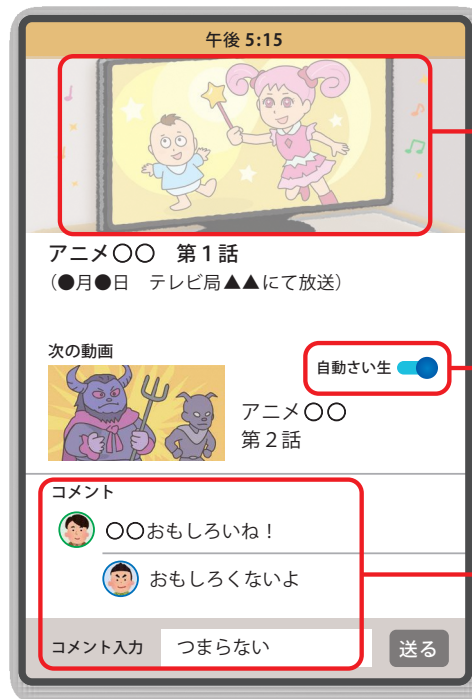 午後 5:15
アニメ〇〇 第1話
（●月●日 テレビ局▲▲にて放送）
次の動画
自動さい生
アニメ〇〇
第2話
コメント
〇〇おもしろいね！
おもしろくないよ
コメント入力 つまらない 送る